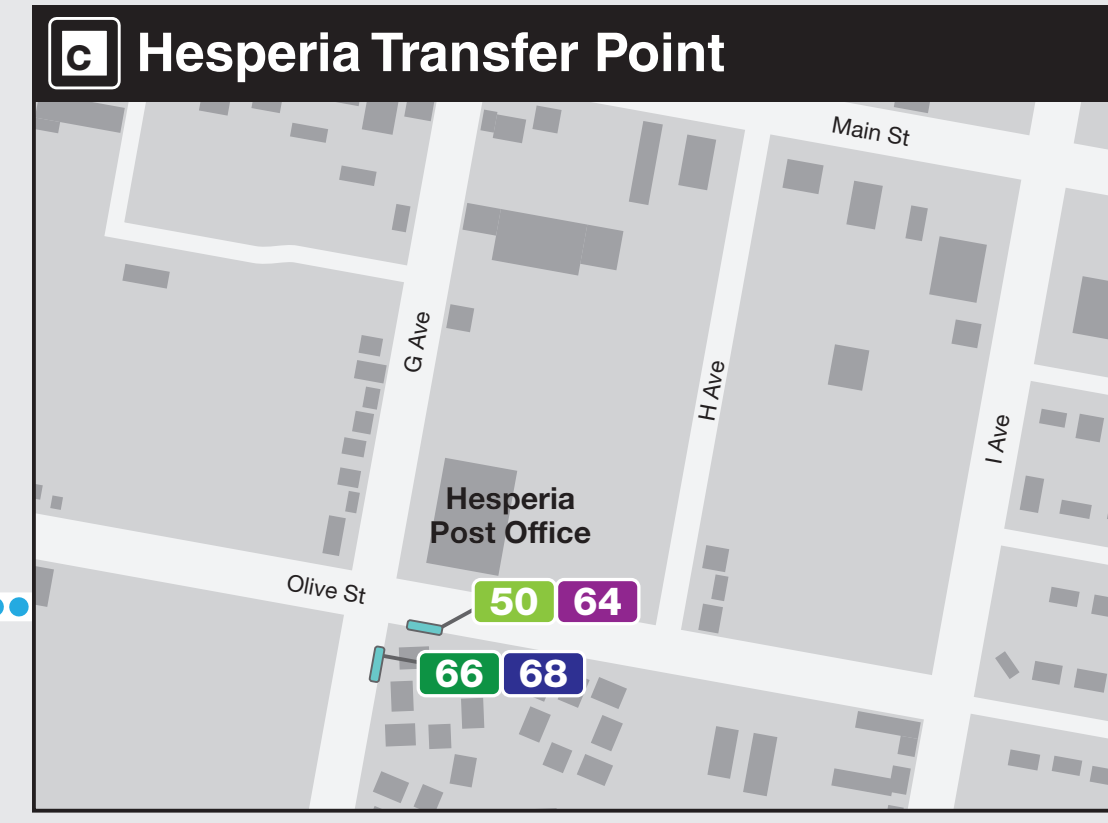 C Hesperia Transfer Point
Main St
G Ave
H Ave
I Ave
Hesperia
Post Office
Olive St
50 64
66 68